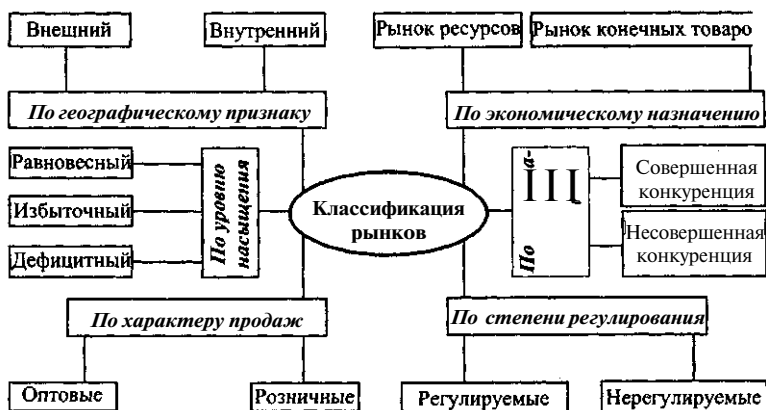 Внешний
Внутренний
Рынок ресурсов
Рынок конечных товаро
По географическому признаку
По экономическому назначению
Равновесный
Избыточный
Дефицитный
По уровню
насыщения
Классификация
рынков
По
Совершенная
конкуренция
Несовершенная
конкуренция
По характеру продаж
По степени регулирования
Оптовые
Розничные
Регулируемые
Нерегулируемые